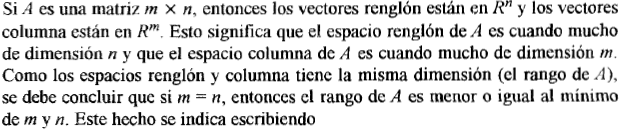 Si A es una matriz m × n, entonces los vectores renglón están en Rⁿ y los vectores
columna están en Rᵐ. Esto significa que el espacio renglón de A es cuando mucho
de dimensión n y que el espacio columna de A es cuando mucho de dimensión m.
Como los espacios renglón y columna tiene la misma dimensión (el rango de A),
se debe concluir que si m = n, entonces el rango de A es menor o igual al mínimo
de m y n. Este hecho se indica escribiendo